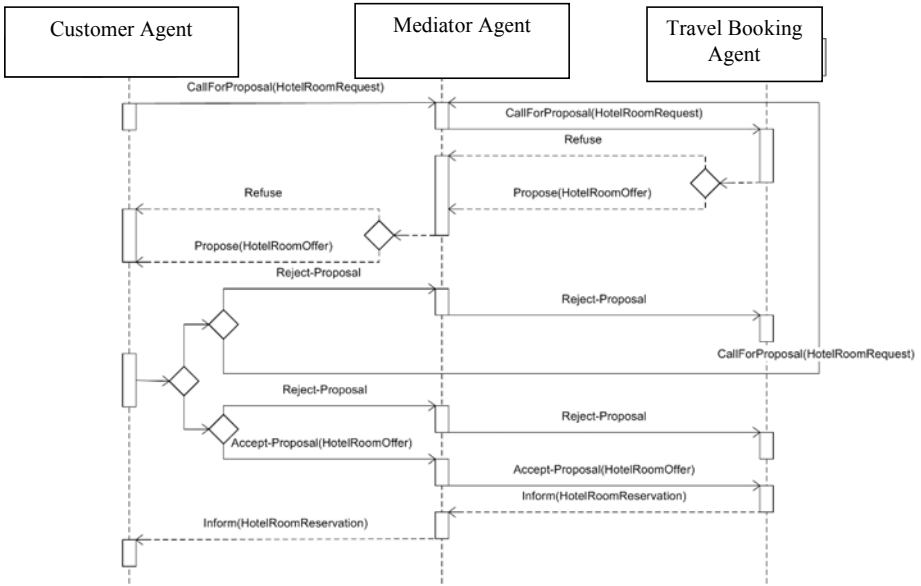 Customer Agent
Mediator Agent
Travel Booking
Agent
CallForProposal(HotelRoomRequest)
CallForProposal(HotelRoomRequest)
Refuse
Refuse
Propose(HotelRoomOffer)
Propose(HotelRoomOffer)
Reject-Proposal
Reject-Proposal
CallForProposal(HotelRoomRequest)
Reject-Proposal
Reject-Proposal
Accept-Proposal(HotelRoomOffer)
Accept-Proposal(HotelRoomOffer)
Inform(HotelRoomReservation)
Inform(HotelRoomReservation)